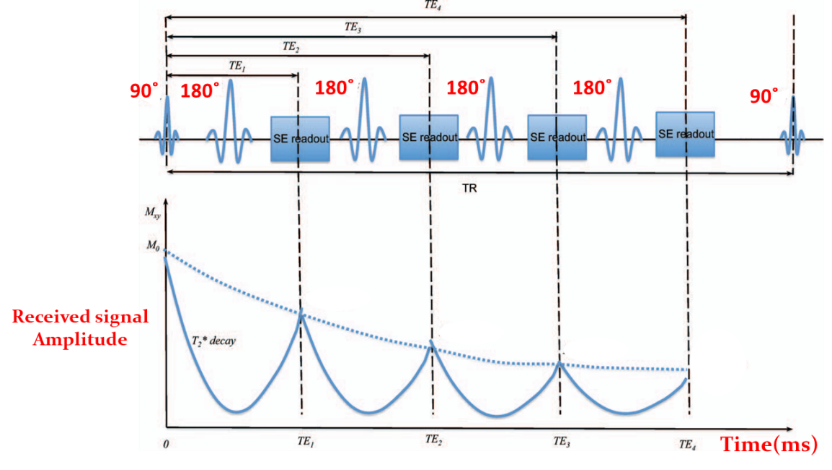 TE₄
TE₃
TE₂
TE₁
90° 180° 180° 180° 180° 90°
SE readout SE readout SE readout SE readout
TR
Mxy
M₀
Received signal
Amplitude
T₂* decay
0 TE₁ TE₂ TE₃ TE₄ Time(ms)